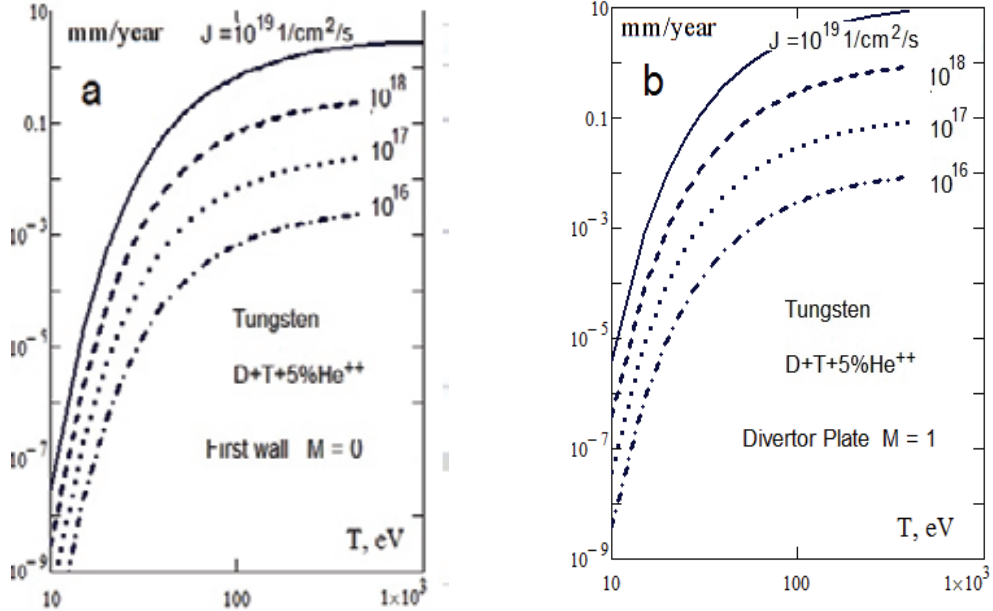 10
mm/year
J =10¹⁹ 1/cm²/s
a
10¹⁸
0.1
10¹⁷
10¹⁶
10⁻³
Tungsten
10⁻⁵
D+T+5%He⁺⁺
First wall M = 0
10⁻⁷
T, eV
10⁻⁹
10
100
1×10³
10
mm/year
J =10¹⁹ 1/cm²/s
b
10¹⁸
0.1
10¹⁷
10¹⁶
10⁻³
Tungsten
10⁻⁵
D+T+5%He⁺⁺
Divertor Plate M = 1
10⁻⁷
T, eV
10⁻⁹
10
100
1×10³